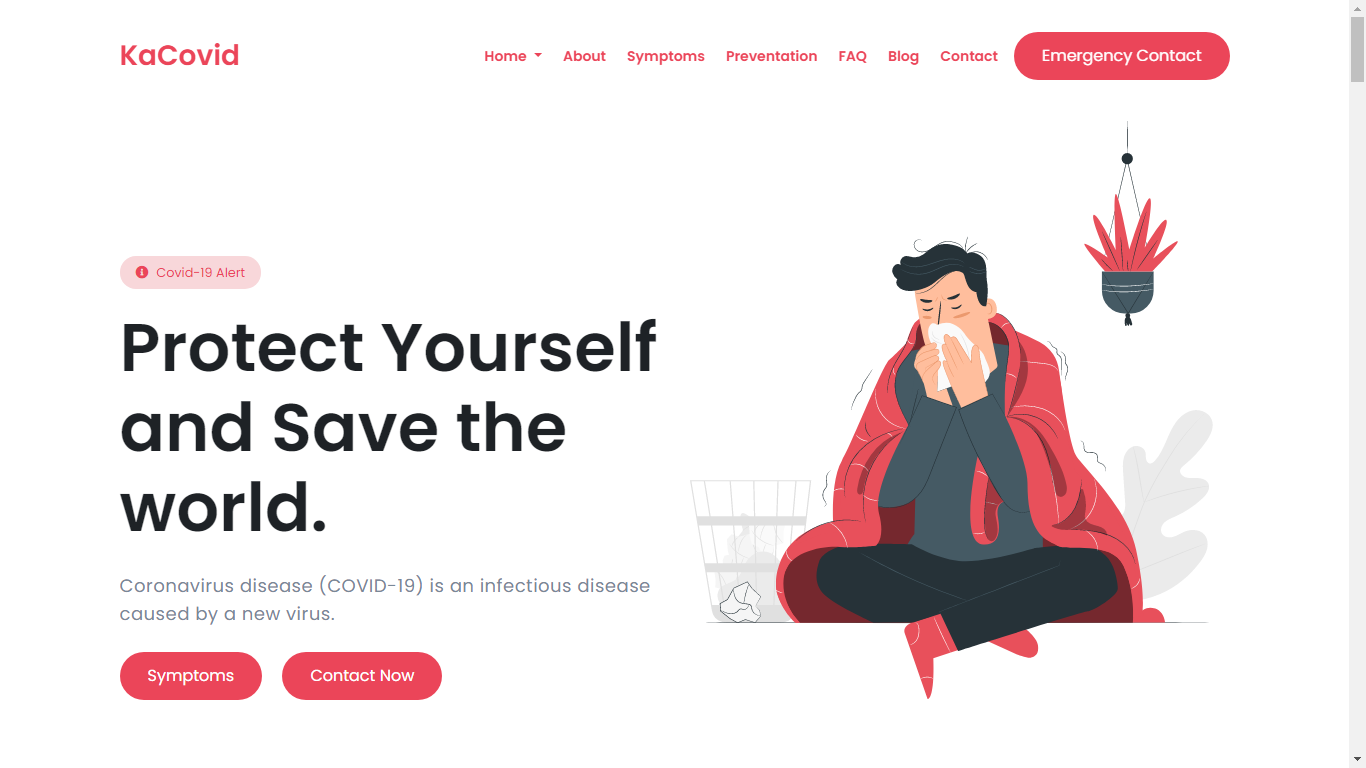 KaCovid
Home About Symptoms Preventation FAQ Blog Contact Emergency Contact
Covid-19 Alert
Protect Yourself
and Save the
world.
Coronavirus disease (COVID-19) is an infectious disease
caused by a new virus.
Symptoms Contact Now